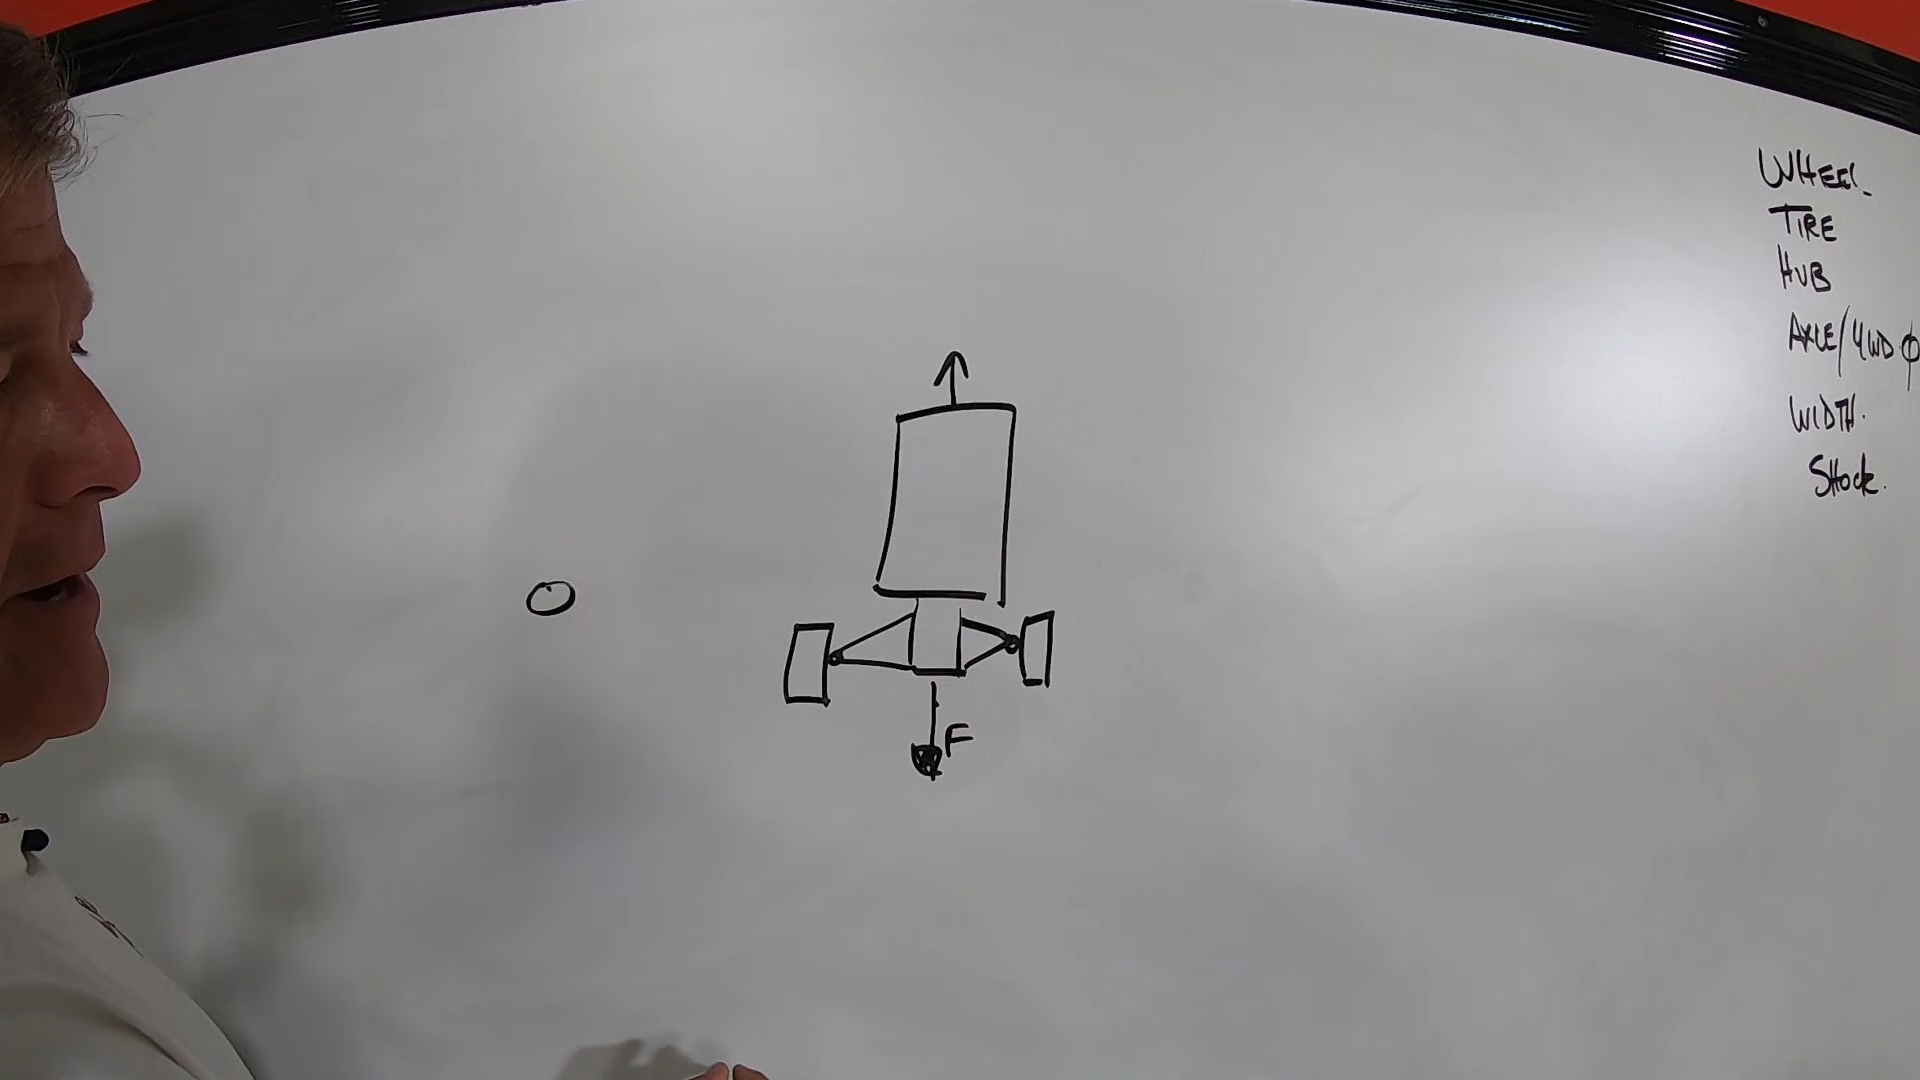 WHEEL
TIRE
HUB
AXLE/4WD φ
WIDTH.
SHOCK.
F